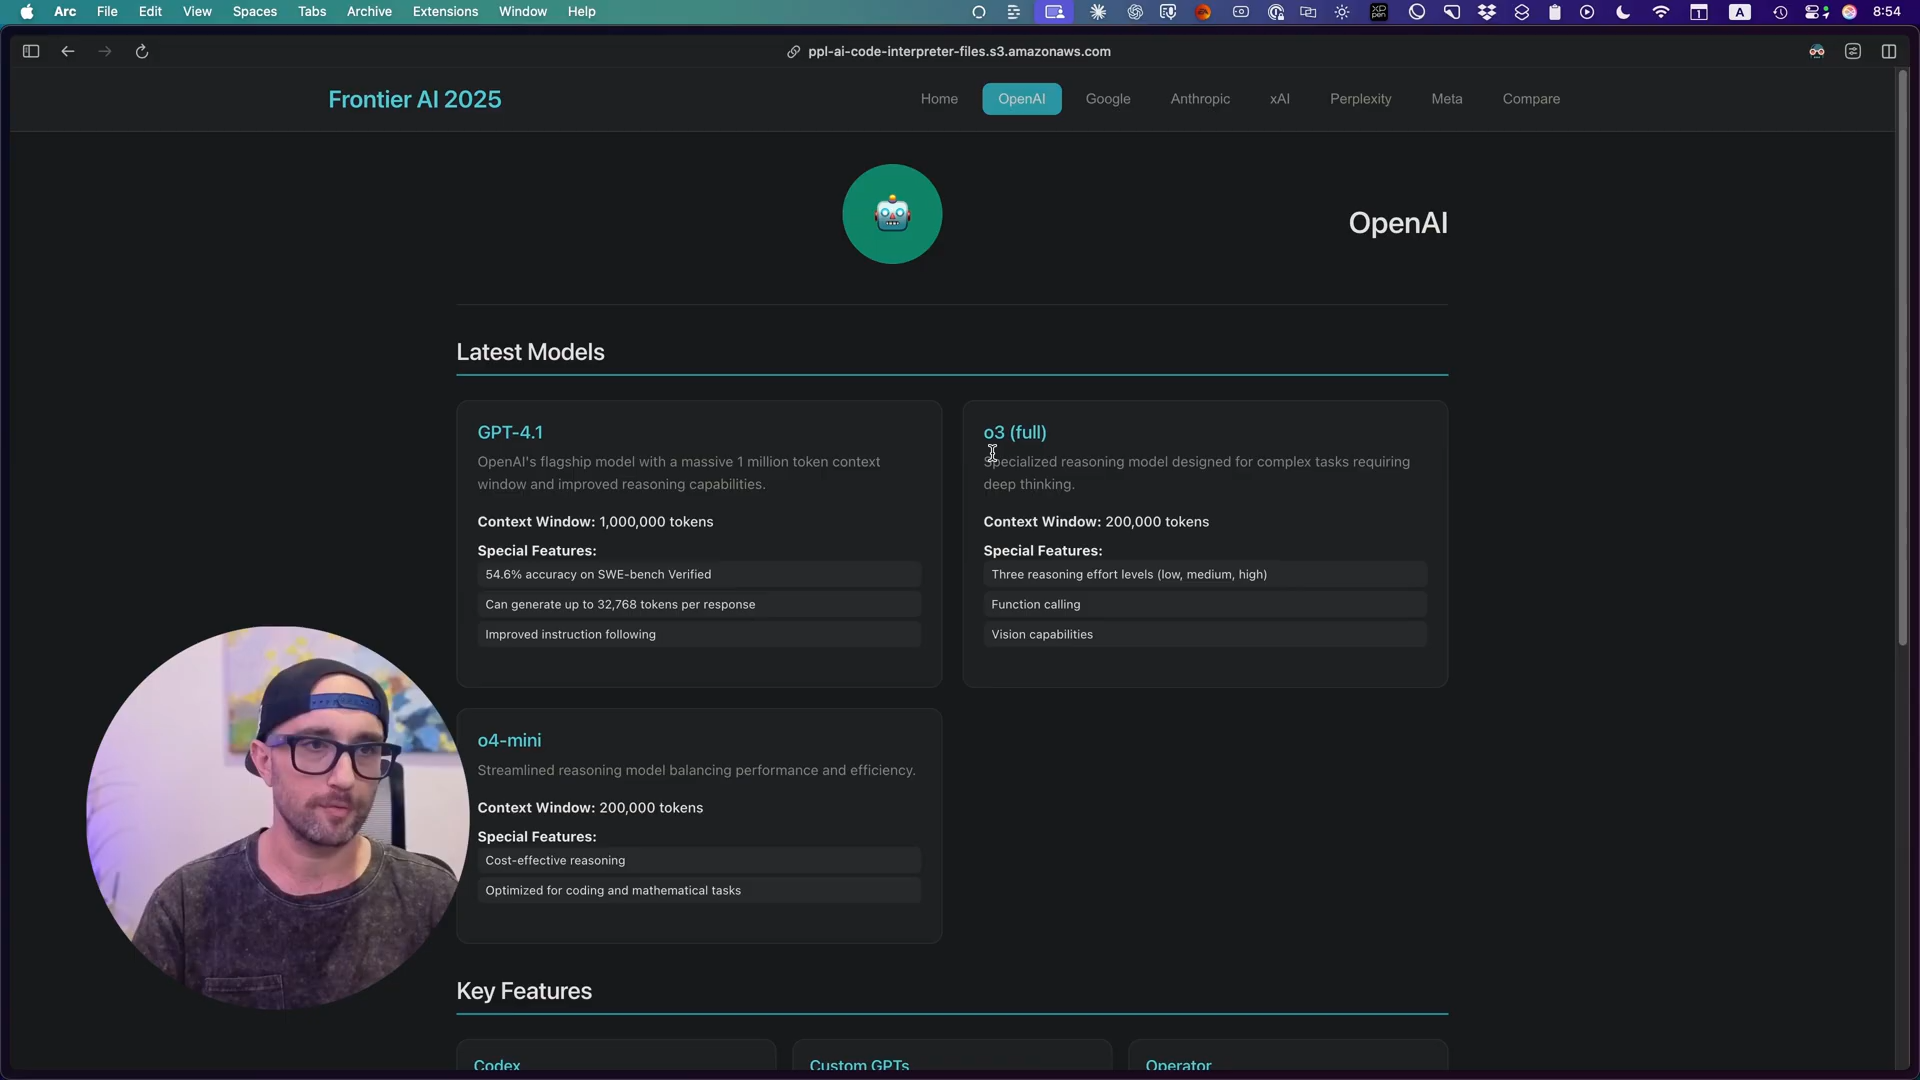 Arc File Edit View Spaces Tabs Archive Extensions Window Help A 8:54
ppl-ai-code-interpreter-files.s3.amazonaws.com
Frontier AI 2025 Home OpenAI Google Anthropic xAI Perplexity Meta Compare
OpenAI
Latest Models
GPT-4.1
OpenAI's flagship model with a massive 1 million token context
window and improved reasoning capabilities.
Context Window: 1,000,000 tokens
Special Features:
54.6% accuracy on SWE-bench Verified
Can generate up to 32,768 tokens per response
Improved instruction following
o3 (full)
Specialized reasoning model designed for complex tasks requiring
deep thinking.
Context Window: 200,000 tokens
Special Features:
Three reasoning effort levels (low, medium, high)
Function calling
Vision capabilities
o4-mini
Streamlined reasoning model balancing performance and efficiency.
Context Window: 200,000 tokens
Special Features:
Cost-effective reasoning
Optimized for coding and mathematical tasks
Key Features
Codex
Custom GPTs
Operator